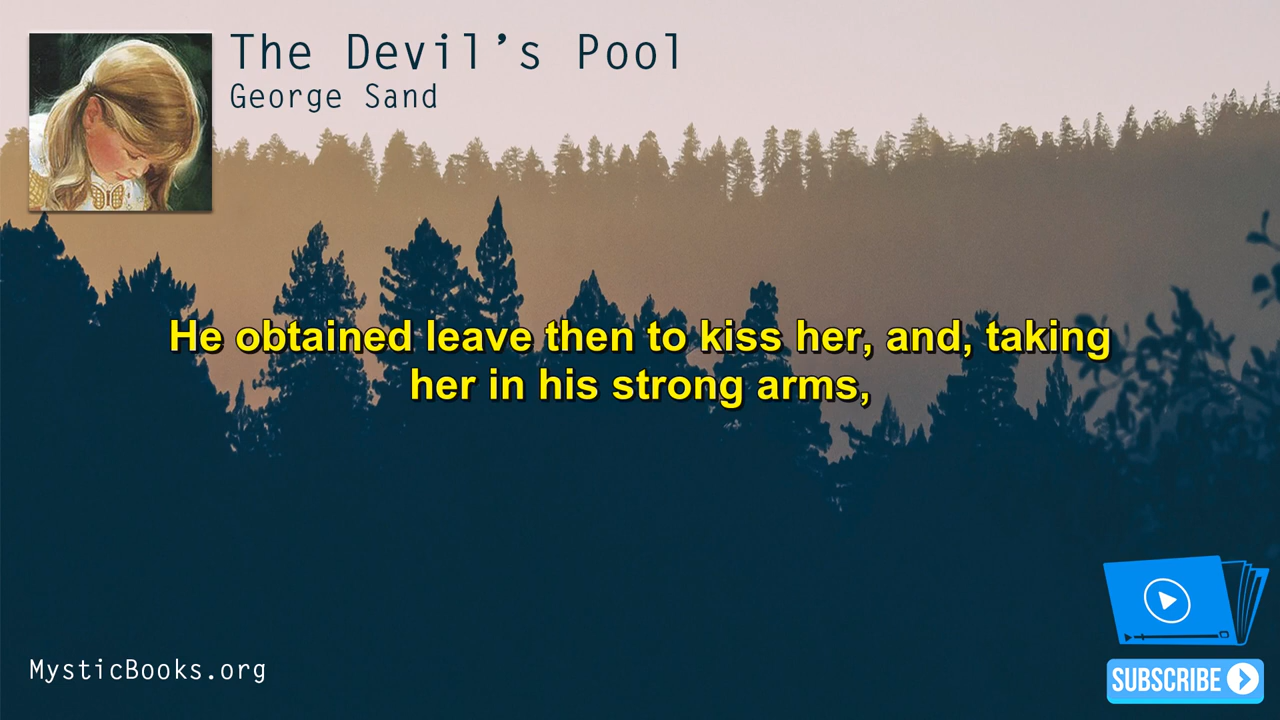 The Devil’s Pool
George Sand
He obtained leave then to kiss her, and, taking
her in his strong arms,
MysticBooks.org
SUBSCRIBE